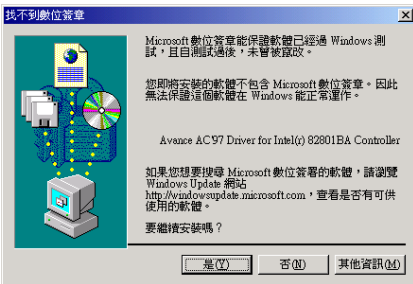 找不到數位簽章
Microsoft 數位簽章能保證軟體已經過 Windows 測
試，且自測試過後，未曾被竄改。
您即將安裝的軟體不包含 Microsoft 數位簽章。因此
無法保證這個軟體在 Windows 能正常運作。
Avance AC'97 Driver for Intel(r) 82801BA Controller
如果您想要搜尋 Microsoft 數位簽署的軟體，請瀏覽
Windows Update 網站
http://windowsupdate.microsoft.com，查看是否有可供
使用的軟體。
要繼續安裝嗎？
是(Y) 否(N) 其他資訊(M)